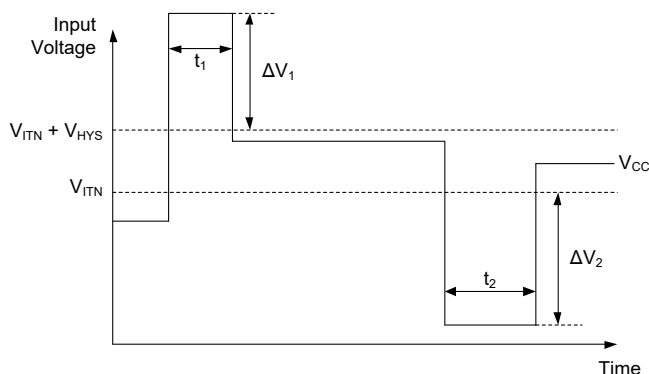 Input
Voltage
t₁
ΔV₁
V_ITN + V_HYS
V_CC
V_ITN
ΔV₂
t₂
Time